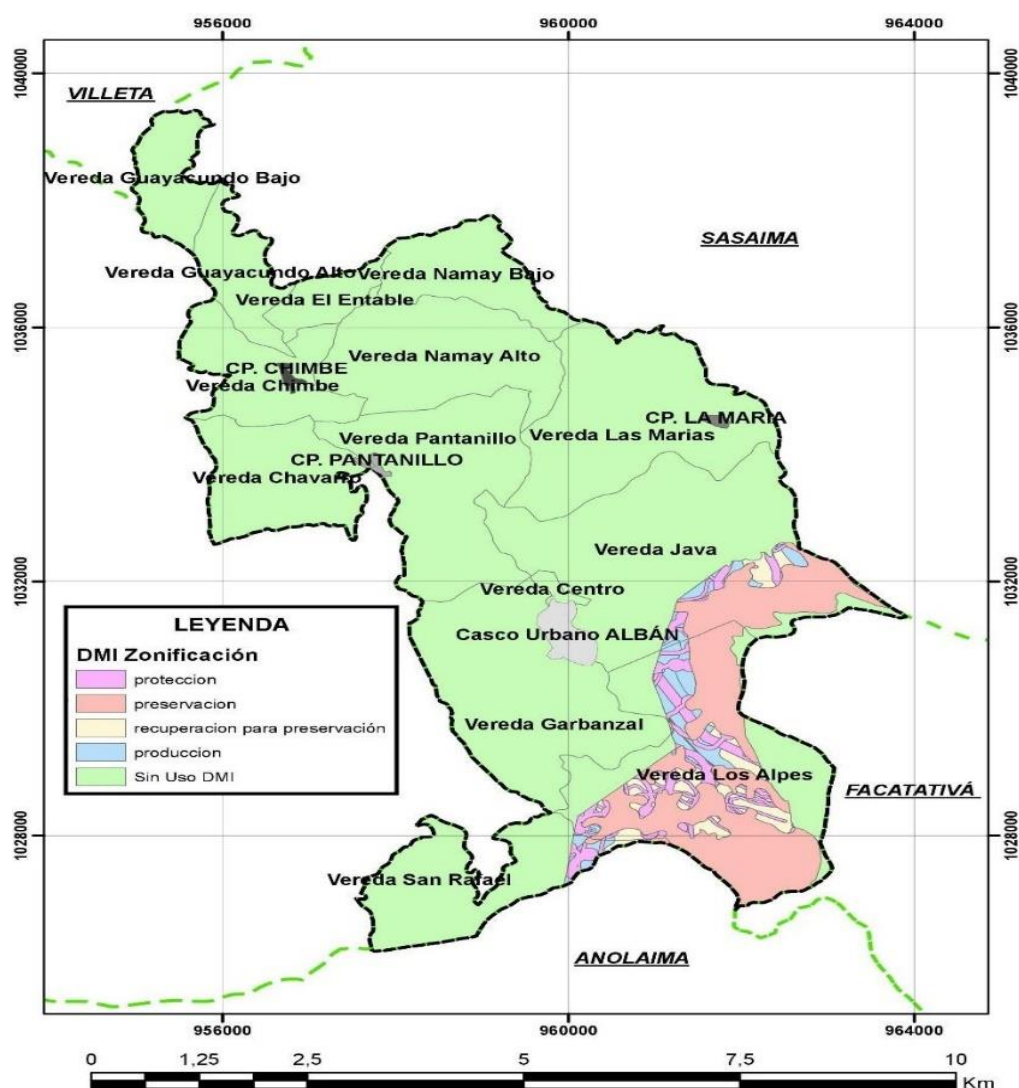 956000
960000
964000
1040000
1040000
VILLETA
Vereda Guayacundo Bajo
SASAIMA
Vereda Guayacundo Alto
Vereda Namay Bajo
Vereda El Entable
1036000
1036000
Vereda Namay Alto
CP. CHIMBE
Vereda Chimbe
CP. LA MARIA
Vereda Pantanillo
Vereda Las Marias
CP. PANTANILLO
Vereda Chavarro
Vereda Java
1032000
1032000
Vereda Centro
LEYENDA
Casco Urbano ALBÁN
DMI Zonificación
proteccion
preservacion
recuperacion para preservación
produccion
Sin Uso DMI
Vereda Garbanzal
Vereda Los Alpes
FACATATIVÁ
1028000
1028000
Vereda San Rafael
ANOLAIMA
956000
960000
964000
0
1,25
2,5
5
7,5
10
Km